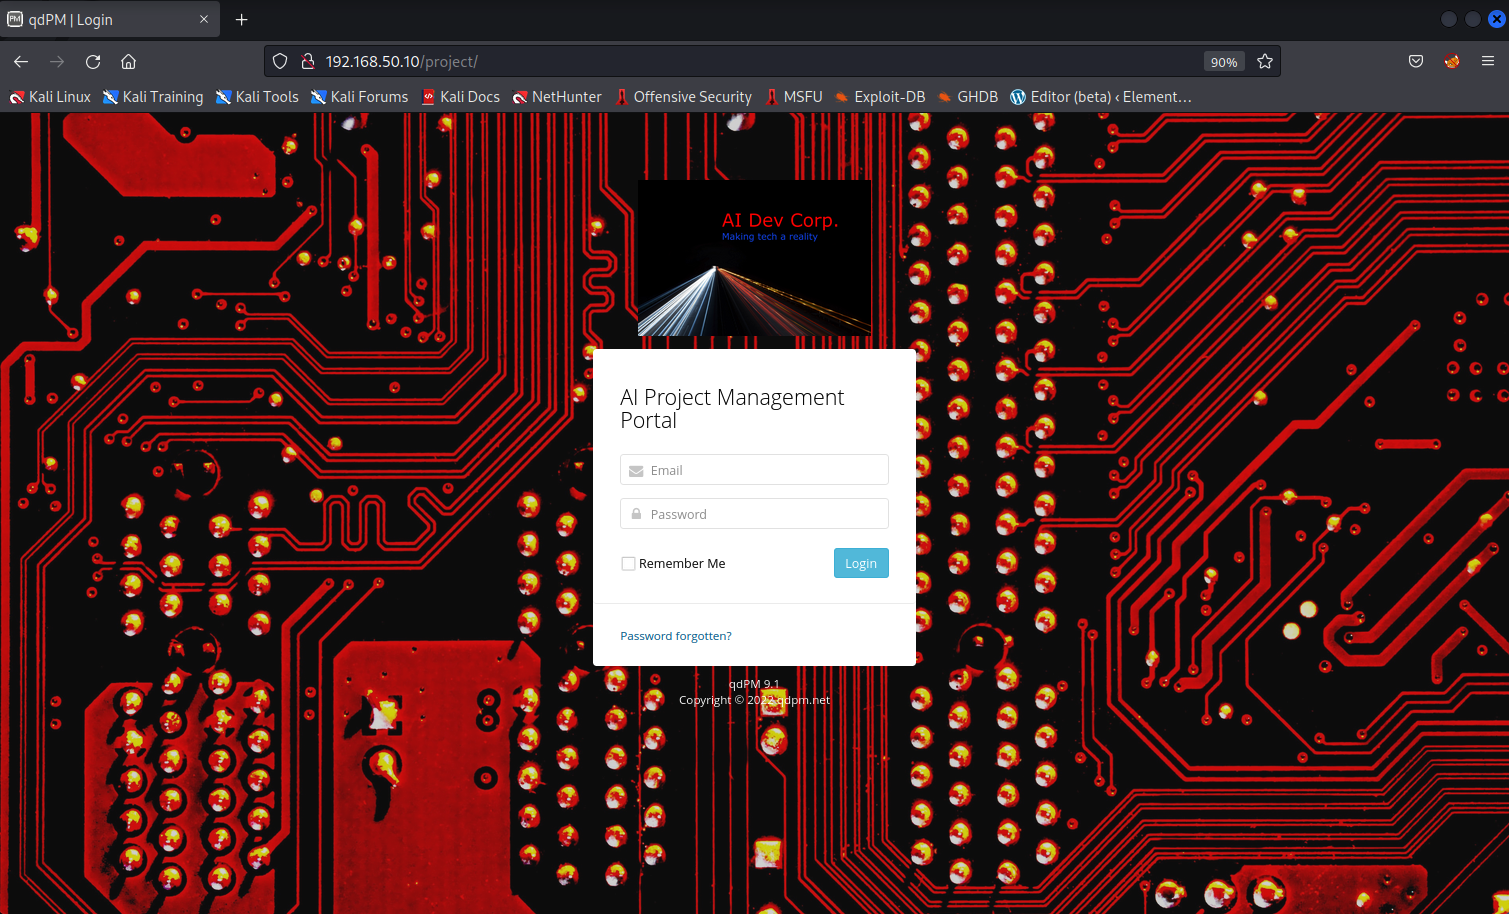 qdPM | Login
192.168.50.10/project/
90%
Kali Linux
Kali Training
Kali Tools
Kali Forums
Kali Docs
NetHunter
Offensive Security
MSFU
Exploit-DB
GHDB
Editor (beta) ‹ Element…
AI Dev Corp.
Making tech a reality
AI Project Management
Portal
Email
Password
Remember Me
Login
Password forgotten?
qdPM 9.1
Copyright © 2022 qdpm.net